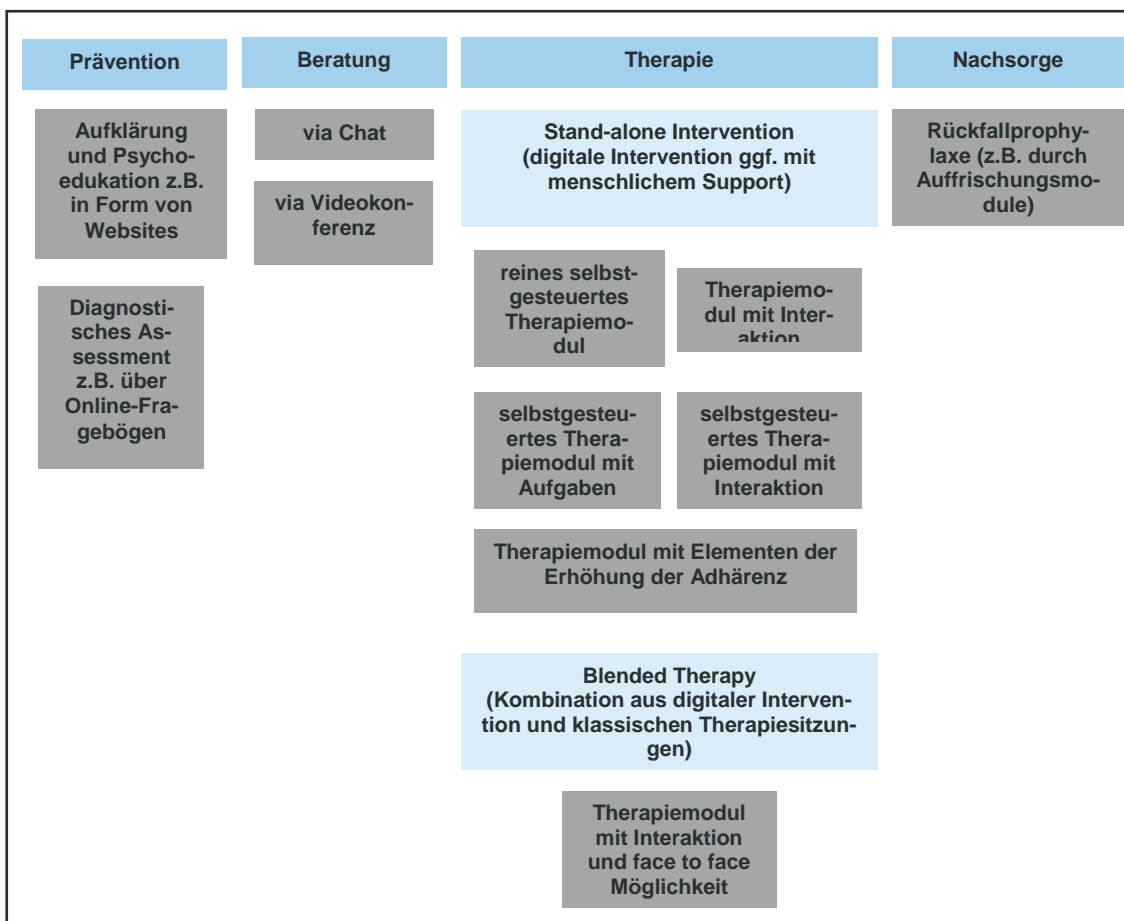 Prävention
Beratung
Therapie
Nachsorge
Aufklärung
und Psycho-
edukation z.B.
in Form von
Websites
Diagnosti-
sches As-
sessment
z.B. über
Online-Fra-
gebögen
via Chat
via Videokon-
ferenz
Stand-alone Intervention
(digitale Intervention ggf. mit
menschlichem Support)
reines selbst-
gesteuertes
Therapiemo-
dul
Therapiemo-
dul mit Inter-
aktion
selbstgesteu-
ertes Thera-
piemodul mit
Aufgaben
selbstgesteu-
ertes Thera-
piemodul mit
Interaktion
Therapiemodul mit Elementen der
Erhöhung der Adhärenz
Blended Therapy
(Kombination aus digitaler Interven-
tion und klassischen Therapiesitzun-
gen)
Therapiemodul
mit Interaktion
und face to face
Möglichkeit
Rückfallprophy-
laxe (z.B. durch
Auffrischungsmo-
dule)